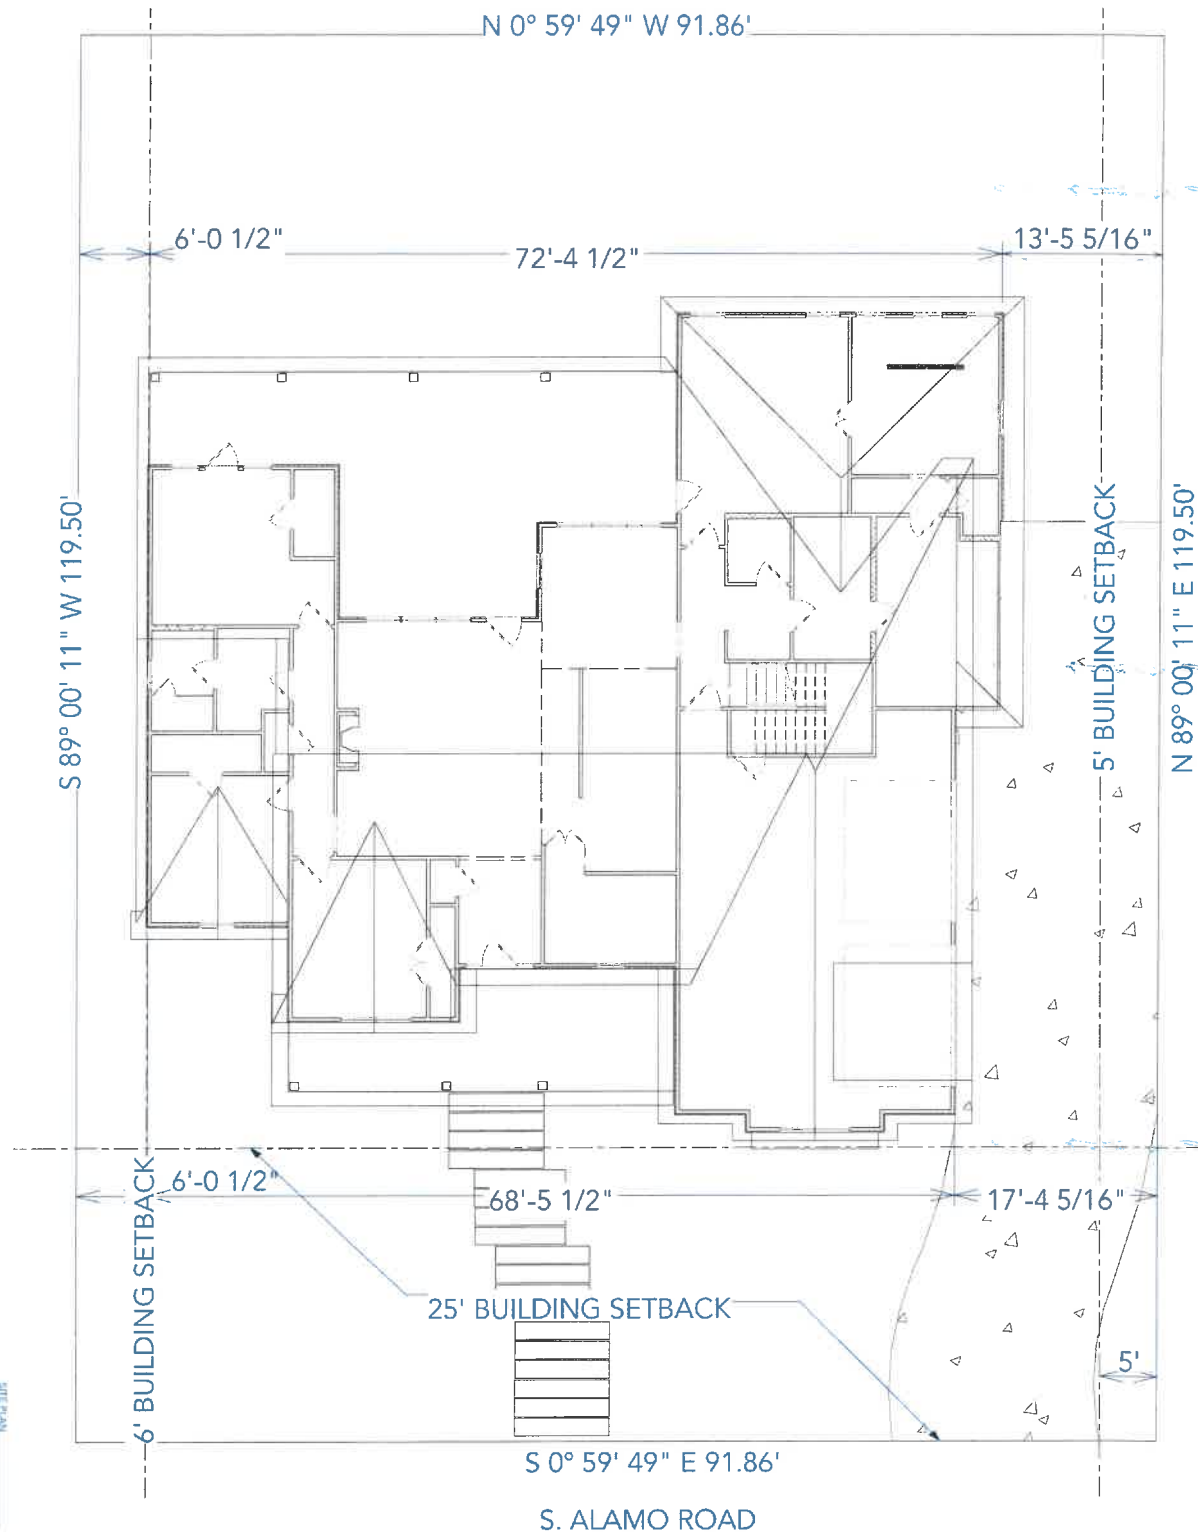 N 0° 59' 49" W 91.86'
6'-0 1/2"
72'-4 1/2"
13'-5 5/16"
S 89° 00' 11" W 119.50'
5' BUILDING SETBACK
N 89° 00' 11" E 119.50'
6' BUILDING SETBACK
6'-0 1/2"
68'-5 1/2"
17'-4 5/16"
25' BUILDING SETBACK
5'
SITE PLAN
S 0° 59' 49" E 91.86'
S. ALAMO ROAD